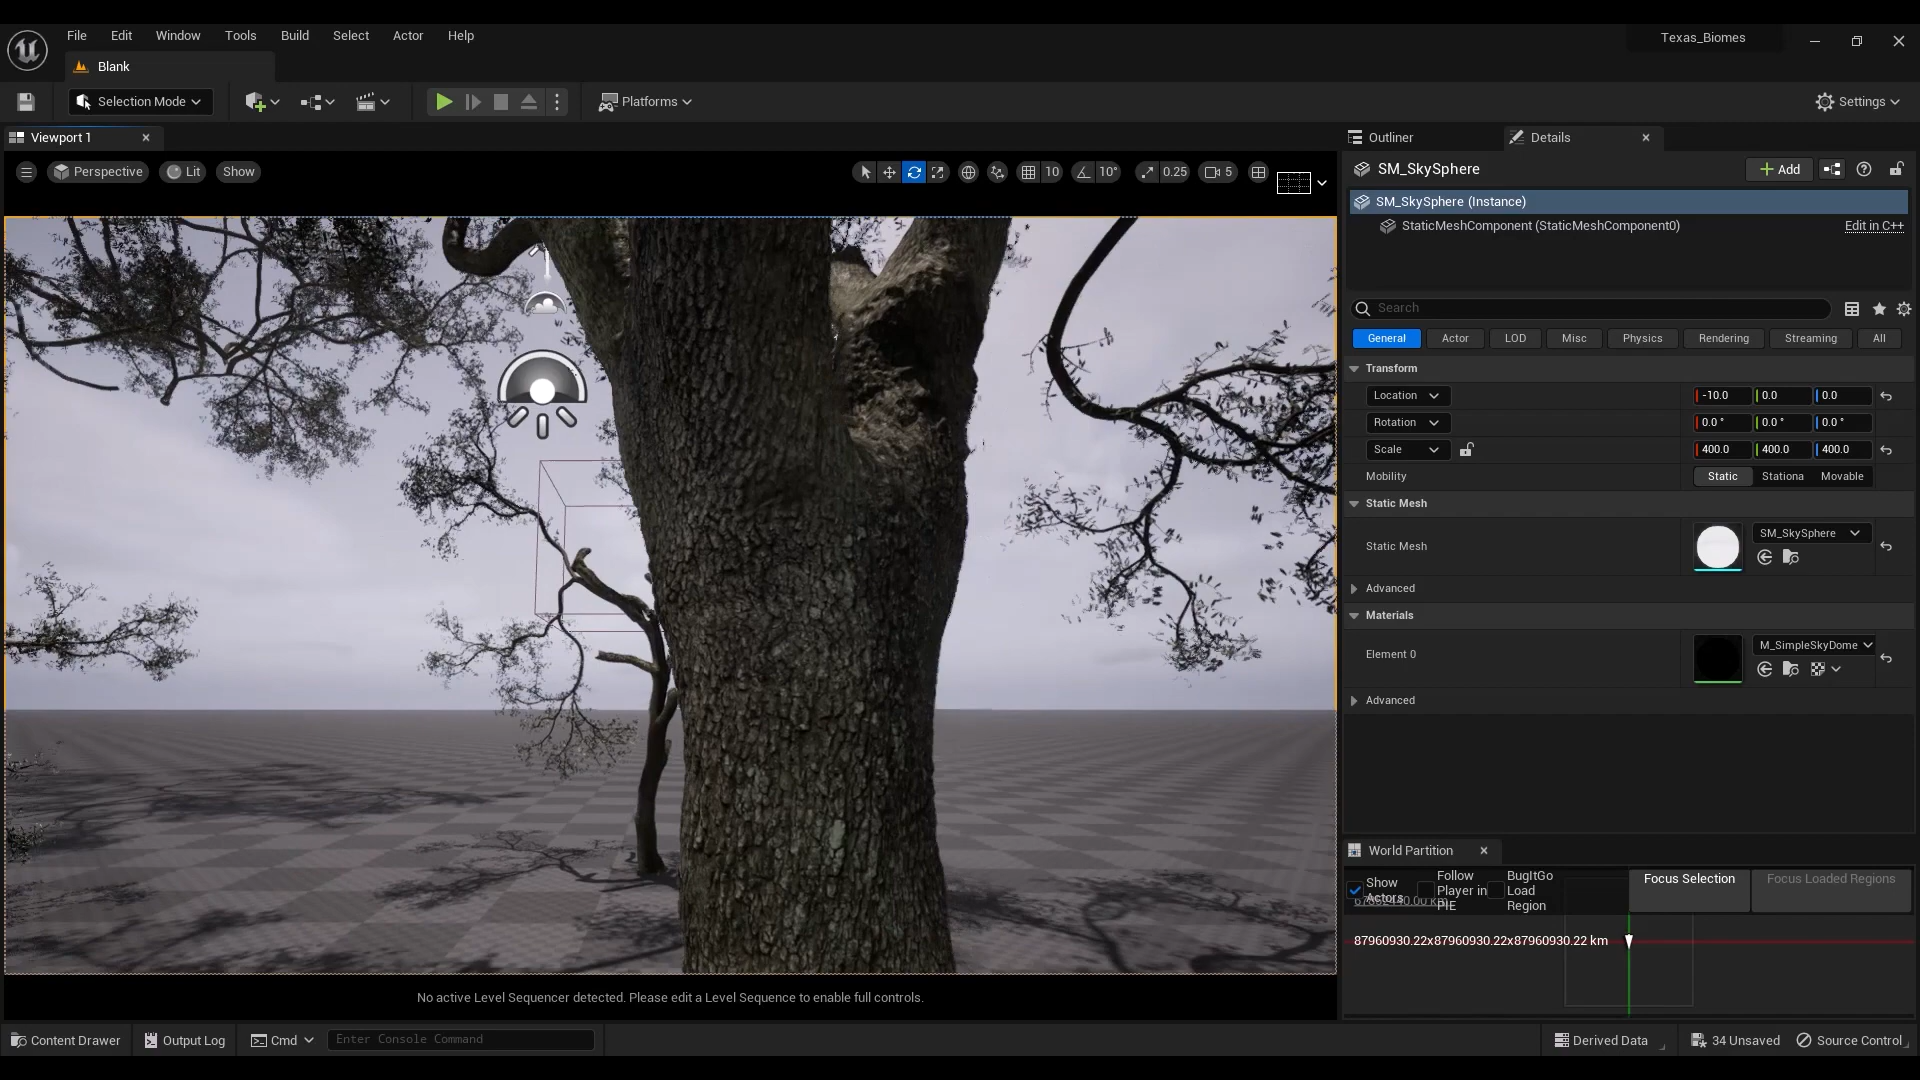 File Edit Window Tools Build Select Actor Help
Texas_Biomes
Blank
Selection Mode
Platforms
Settings
Viewport 1
Outliner
Details
Perspective
Lit
Show
10
10°
0.25
5
SM_SkySphere
Add
SM_SkySphere (Instance)
StaticMeshComponent (StaticMeshComponent0)
Edit in C++
Search
General Actor LOD Misc Physics Rendering Streaming All
Transform
Location -10.0 0.0 0.0
Rotation 0.0 ° 0.0 ° 0.0 °
Scale 400.0 400.0 400.0
Mobility Static Stationa Movable
Static Mesh
Static Mesh SM_SkySphere
Advanced
Materials
Element 0 M_SimpleSkyDome
Advanced
World Partition
Show Actors
Follow Player in PIE
BugItGo Load Region
Focus Selection
Focus Loaded Regions
87960930.22x87960930.22x87960930.22 km
No active Level Sequencer detected. Please edit a Level Sequence to enable full controls.
Content Drawer
Output Log
Cmd
Enter Console Command
Derived Data
34 Unsaved
Source Control